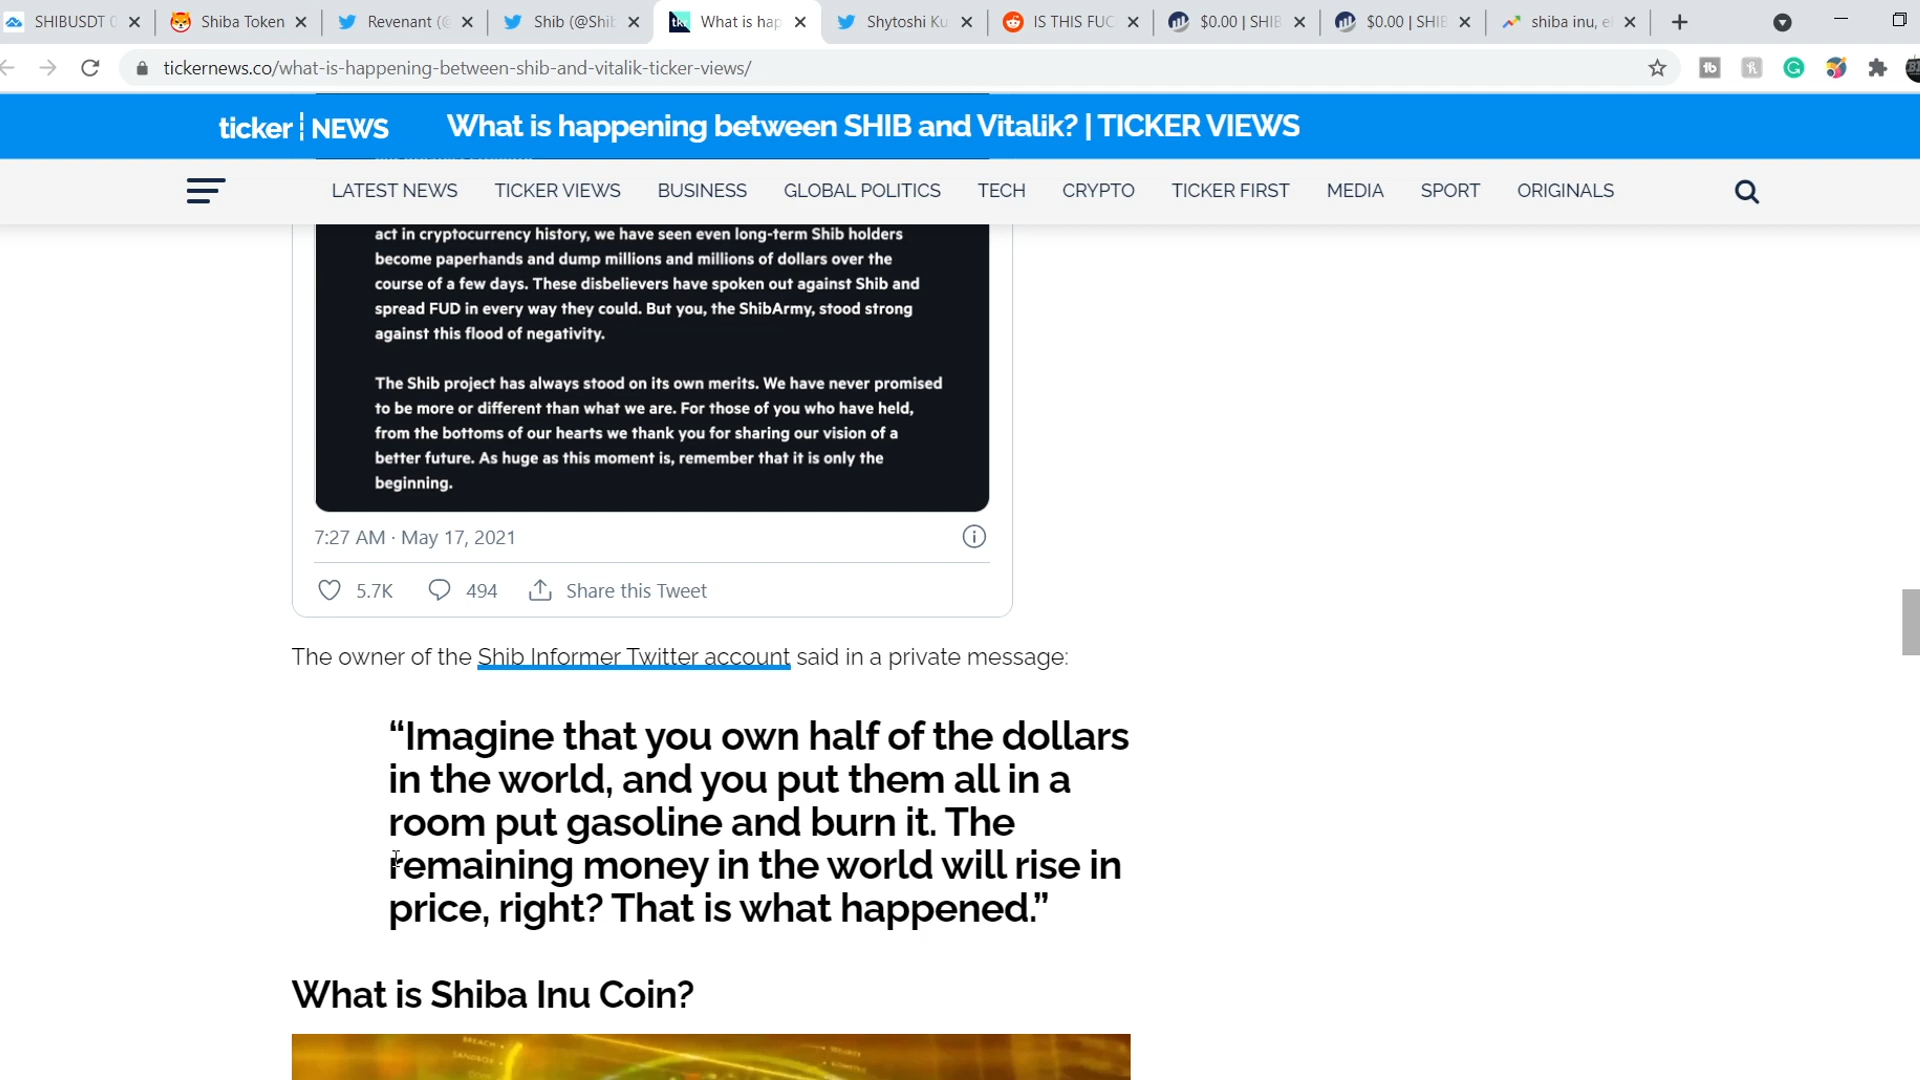 SHIBUSDT
Shiba Token
Revenant (@
Shib (@Shib
What is hap
Shytoshi Ku
IS THIS FUC
$0.00 | SHIB
$0.00 | SHIB
shiba inu, e
tickernews.co/what-is-happening-between-shib-and-vitalik-ticker-views/
ticker NEWS
What is happening between SHIB and Vitalik? | TICKER VIEWS
LATEST NEWS TICKER VIEWS BUSINESS GLOBAL POLITICS TECH CRYPTO TICKER FIRST MEDIA SPORT ORIGINALS
act in cryptocurrency history, we have seen even long-term Shib holders
become paperhands and dump millions and millions of dollars over the
course of a few days. These disbelievers have spoken out against Shib and
spread FUD in every way they could. But you, the ShibArmy, stood strong
against this flood of negativity.
The Shib project has always stood on its own merits. We have never promised
to be more or different than what we are. For those of you who have held,
from the bottoms of our hearts we thank you for sharing our vision of a
better future. As huge as this moment is, remember that it is only the
beginning.
7:27 AM · May 17, 2021
5.7K 494 Share this Tweet
The owner of the Shib Informer Twitter account said in a private message:
“Imagine that you own half of the dollars
in the world, and you put them all in a
room put gasoline and burn it. The
remaining money in the world will rise in
price, right? That is what happened.”
What is Shiba Inu Coin?
BREACH